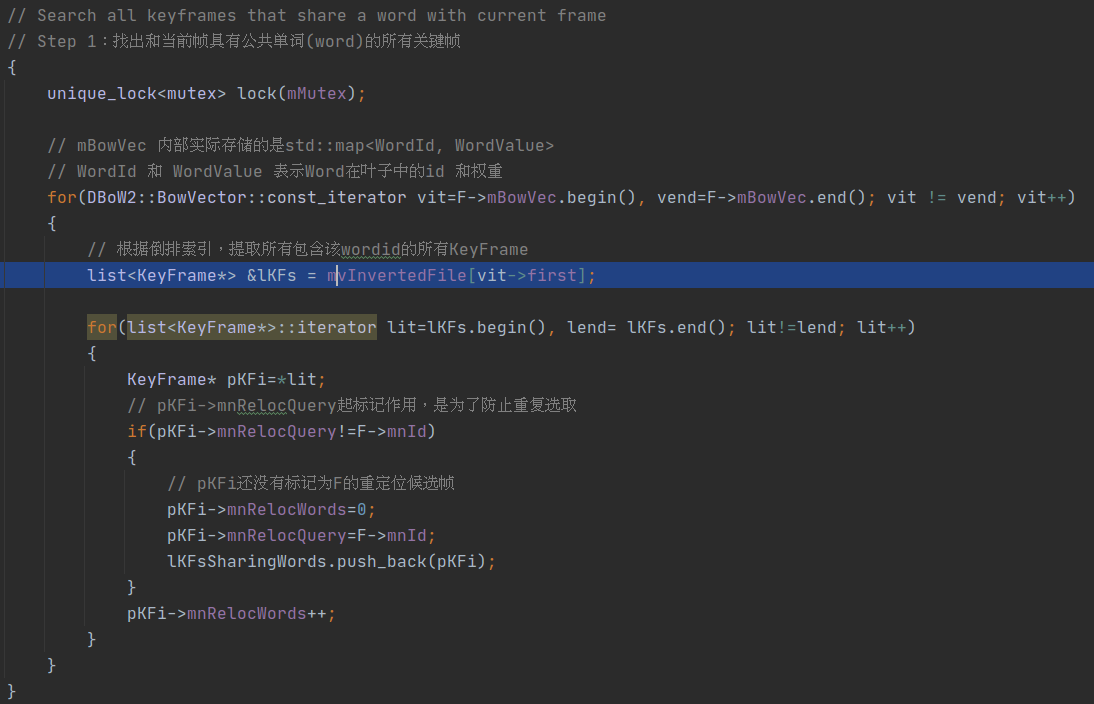 // Search all keyframes that share a word with current frame
// Step 1：找出和当前帧具有公共单词(word)的所有关键帧
{
unique_lock<mutex> lock(mMutex);
// mBowVec 内部实际存储的是std::map<WordId, WordValue>
// WordId 和 WordValue 表示Word在叶子中的id 和权重
for(DBoW2::BowVector::const_iterator vit=F->mBowVec.begin(), vend=F->mBowVec.end(); vit != vend; vit++)
{
// 根据倒排索引，提取所有包含该wordid的所有KeyFrame
list<KeyFrame*> &lKFs = mvInvertedFile[vit->first];
for(list<KeyFrame*>::iterator lit=lKFs.begin(), lend= lKFs.end(); lit!=lend; lit++)
{
KeyFrame* pKFi=*lit;
// pKFi->mnRelocQuery起标记作用，是为了防止重复选取
if(pKFi->mnRelocQuery!=F->mnId)
{
// pKFi还没有标记为F的重定位候选帧
pKFi->mnRelocWords=0;
pKFi->mnRelocQuery=F->mnId;
lKFsSharingWords.push_back(pKFi);
}
pKFi->mnRelocWords++;
}
}
}